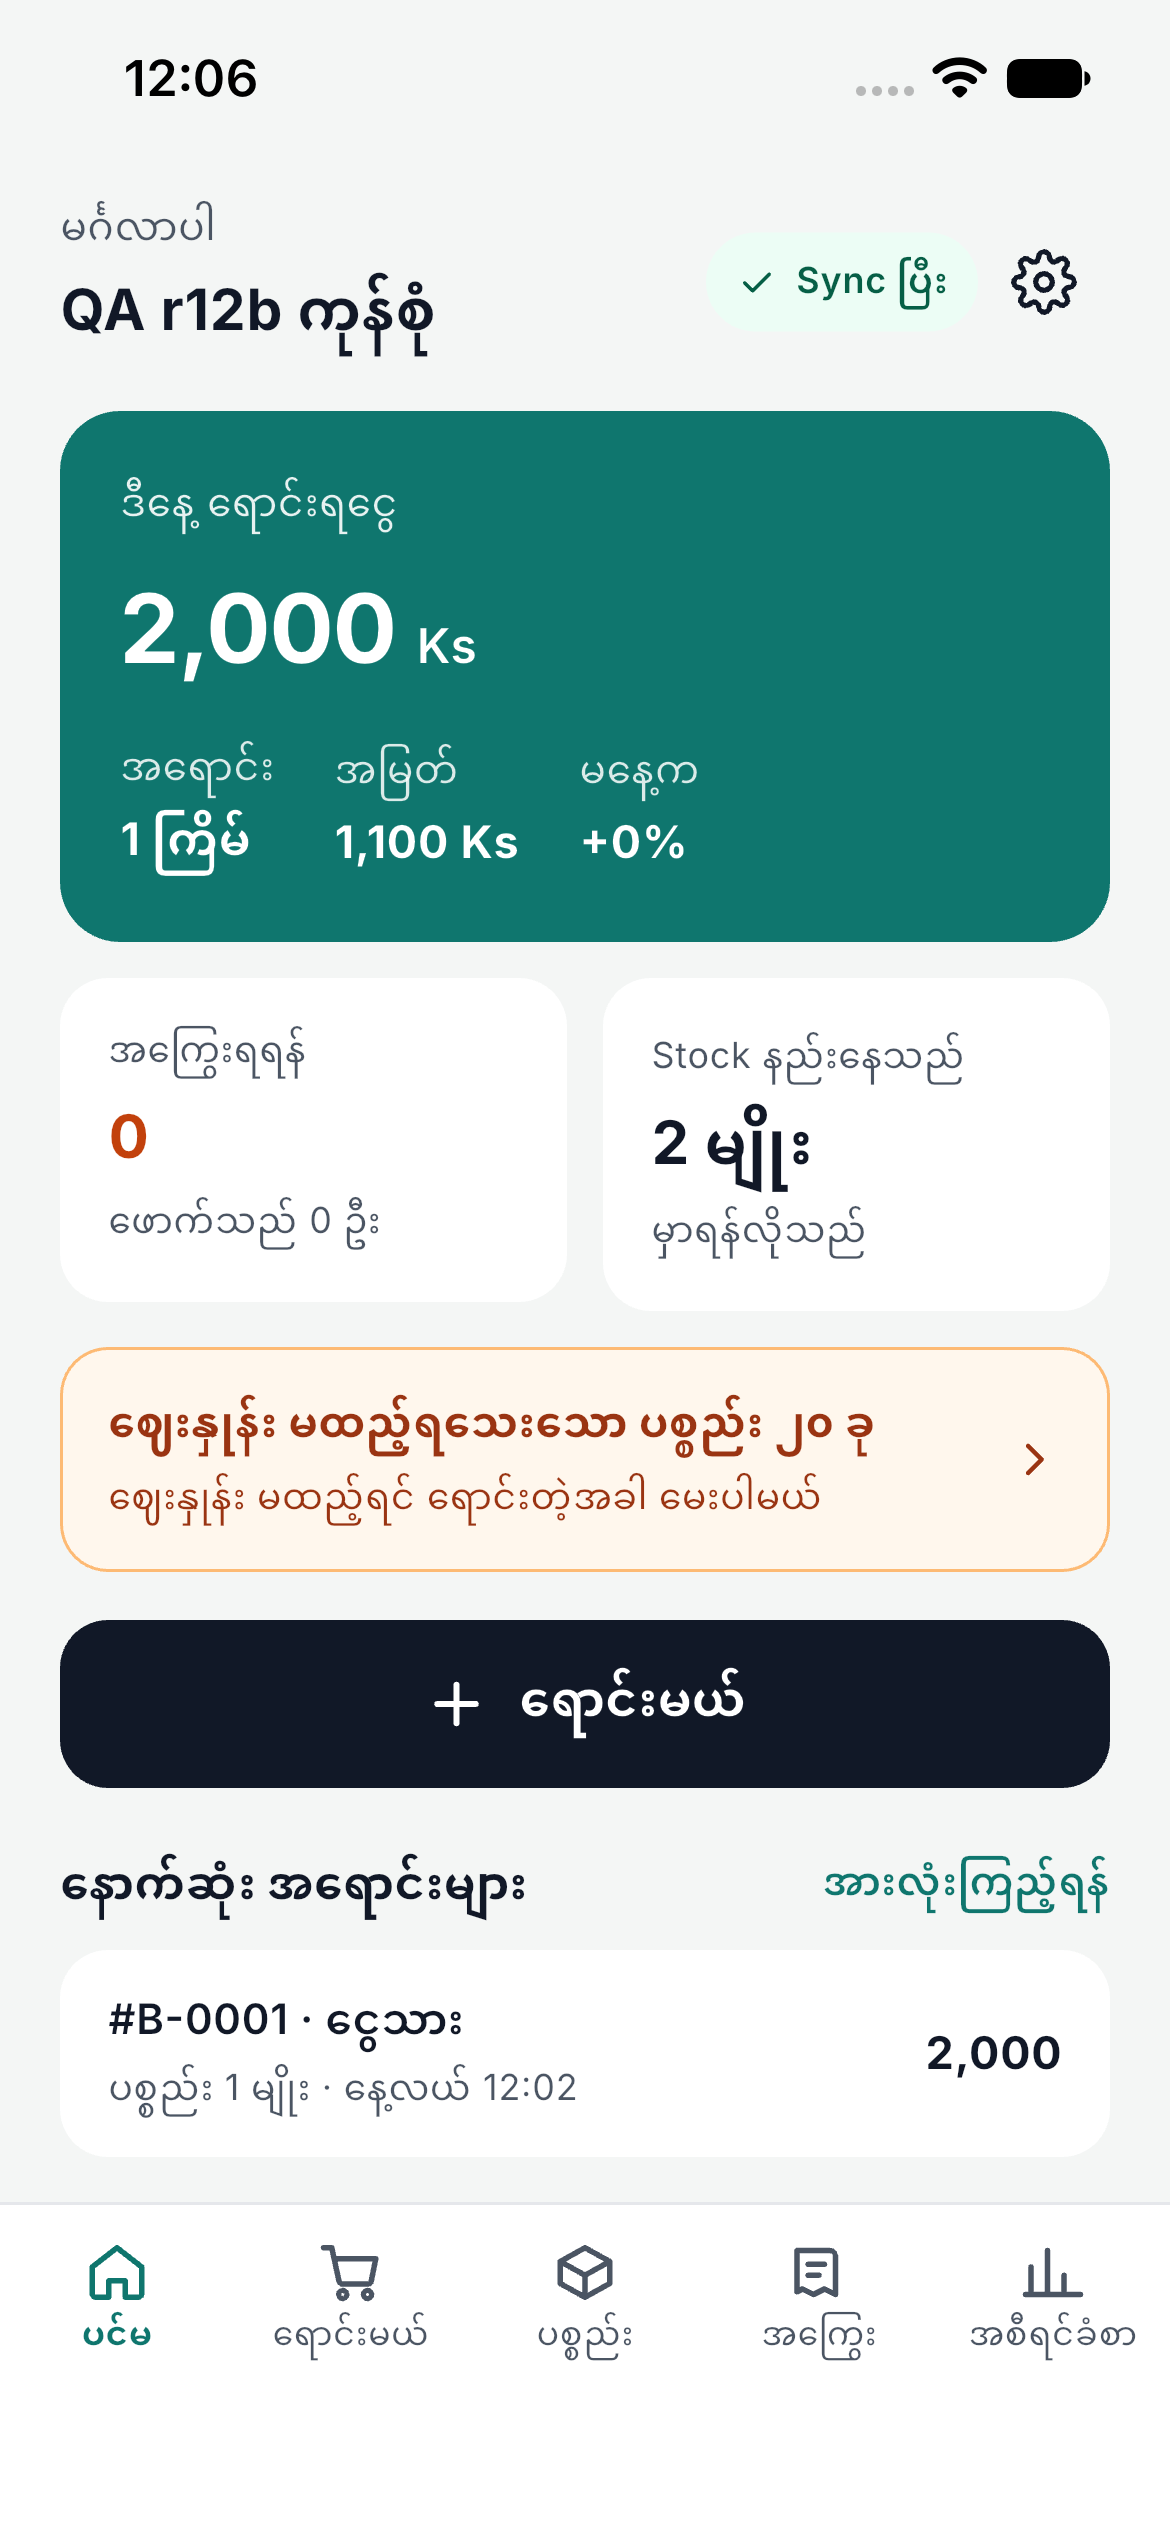 12:06
မင်္ဂလာပါ
QA r12b ကုန်စုံ
Sync ပြီး
ဒီနေ့ ရောင်းရငွေ
2,000 Ks
အရောင်း အမြတ် မနေ့က
1 ကြိမ် 1,100 Ks +0%
အကြွေးရရန်
0
ဖောက်သည် 0 ဦး
Stock နည်းနေသည်
2 မျိုး
မှာရန်လိုသည်
ဈေးနှုန်း မထည့်ရသေးသော ပစ္စည်း ၂၀ ခု
ဈေးနှုန်း မထည့်ရင် ရောင်းတဲ့အခါ မေးပါမယ်
ရောင်းမယ်
နောက်ဆုံး အရောင်းများ
အားလုံးကြည့်ရန်
#B-0001 · ငွေသား
ပစ္စည်း 1 မျိုး · နေ့လယ် 12:02
2,000
ပင်မ ရောင်းမယ် ပစ္စည်း အကြွေး အစီရင်ခံစာ